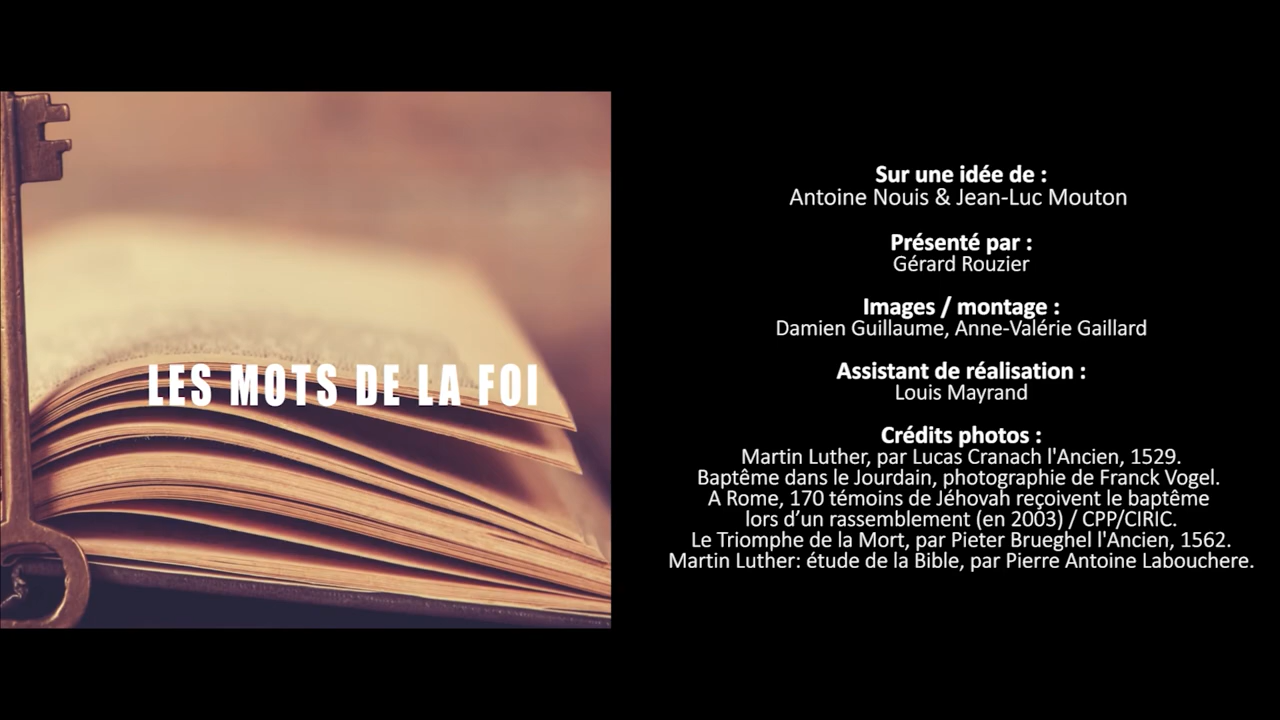 LES MOTS DE LA FOI
Sur une idée de :
Antoine Nouis & Jean-Luc Mouton
Présenté par :
Gérard Rouzier
Images / montage :
Damien Guillaume, Anne-Valérie Gaillard
Assistant de réalisation :
Louis Mayrand
Crédits photos :
Martin Luther, par Lucas Cranach l'Ancien, 1529.
Baptême dans le Jourdain, photographie de Franck Vogel.
A Rome, 170 témoins de Jéhovah reçoivent le baptême
lors d’un rassemblement (en 2003) / CPP/CIRIC.
Le Triomphe de la Mort, par Pieter Brueghel l'Ancien, 1562.
Martin Luther: étude de la Bible, par Pierre Antoine Labouchere.